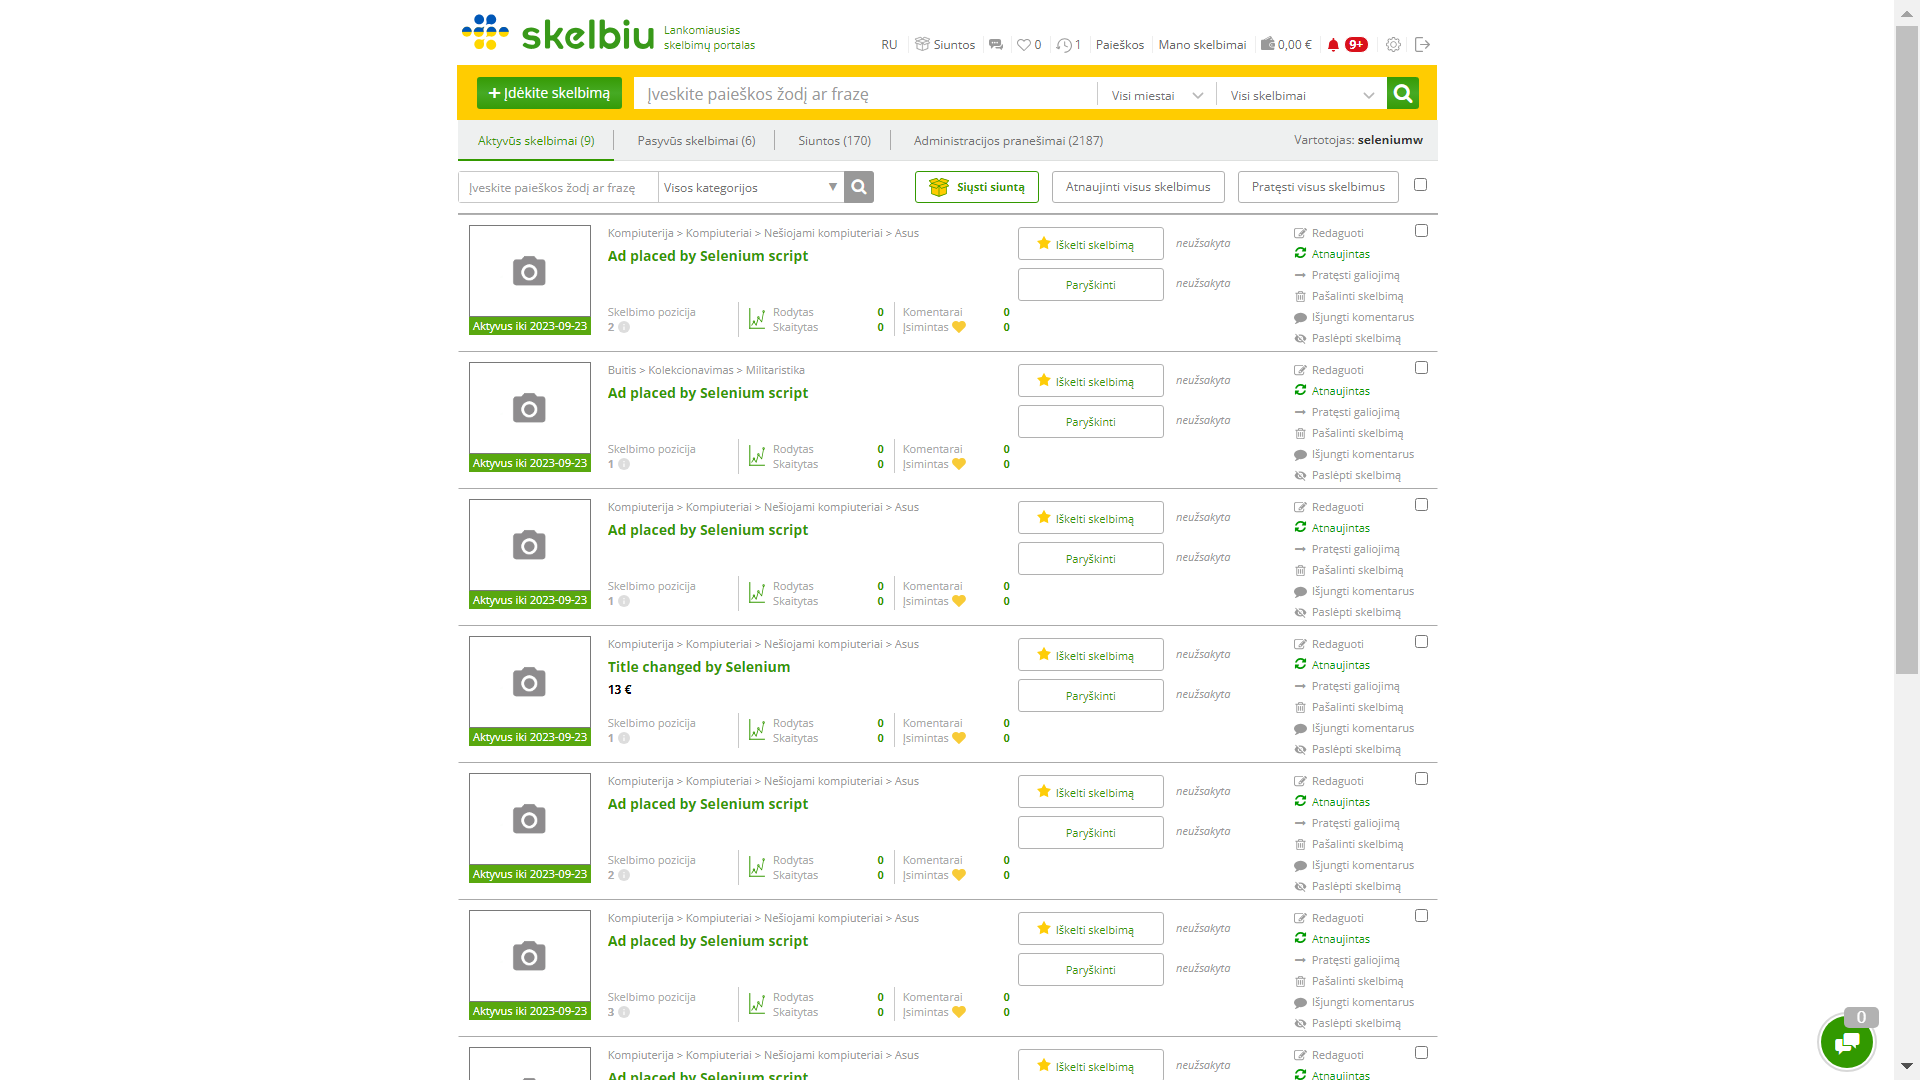 skelbiu
Lankomiausias
skelbimų portalas
RU
Siuntos
0
1
Paieškos
Mano skelbimai
0,00 €
9+
+ Įdėkite skelbimą
Įveskite paieškos žodį ar frazę
Visi miestai
Visi skelbimai
Aktyvūs skelbimai (9)
Pasyvūs skelbimai (6)
Siuntos (170)
Administracijos pranešimai (2187)
Vartotojas: seleniumw
Įveskite paieškos žodį ar frazę
Visos kategorijos
Siųsti siuntą
Atnaujinti visus skelbimus
Pratęsti visus skelbimus
Kompiuterija > Kompiuteriai > Nešiojami kompiuteriai > Asus
Ad placed by Selenium script
Aktyvus iki 2023-09-23
Skelbimo pozicija
2
Rodytas 0
Skaitytas 0
Komentarai 0
Įsimintas 0
Iškelti skelbimą
neužsakyta
Paryškinti
neužsakyta
Redaguoti
Atnaujintas
Pratęsti galiojimą
Pašalinti skelbimą
Išjungti komentarus
Paslėpti skelbimą
Buitis > Kolekcionavimas > Militaristika
Ad placed by Selenium script
Aktyvus iki 2023-09-23
Skelbimo pozicija
1
Rodytas 0
Skaitytas 0
Komentarai 0
Įsimintas 0
Iškelti skelbimą
neužsakyta
Paryškinti
neužsakyta
Redaguoti
Atnaujintas
Pratęsti galiojimą
Pašalinti skelbimą
Išjungti komentarus
Paslėpti skelbimą
Kompiuterija > Kompiuteriai > Nešiojami kompiuteriai > Asus
Ad placed by Selenium script
Aktyvus iki 2023-09-23
Skelbimo pozicija
1
Rodytas 0
Skaitytas 0
Komentarai 0
Įsimintas 0
Iškelti skelbimą
neužsakyta
Paryškinti
neužsakyta
Redaguoti
Atnaujintas
Pratęsti galiojimą
Pašalinti skelbimą
Išjungti komentarus
Paslėpti skelbimą
Kompiuterija > Kompiuteriai > Nešiojami kompiuteriai > Asus
Title changed by Selenium
13 €
Aktyvus iki 2023-09-23
Skelbimo pozicija
1
Rodytas 0
Skaitytas 0
Komentarai 0
Įsimintas 0
Iškelti skelbimą
neužsakyta
Paryškinti
neužsakyta
Redaguoti
Atnaujintas
Pratęsti galiojimą
Pašalinti skelbimą
Išjungti komentarus
Paslėpti skelbimą
Kompiuterija > Kompiuteriai > Nešiojami kompiuteriai > Asus
Ad placed by Selenium script
Aktyvus iki 2023-09-23
Skelbimo pozicija
2
Rodytas 0
Skaitytas 0
Komentarai 0
Įsimintas 0
Iškelti skelbimą
neužsakyta
Paryškinti
neužsakyta
Redaguoti
Atnaujintas
Pratęsti galiojimą
Pašalinti skelbimą
Išjungti komentarus
Paslėpti skelbimą
Kompiuterija > Kompiuteriai > Nešiojami kompiuteriai > Asus
Ad placed by Selenium script
Aktyvus iki 2023-09-23
Skelbimo pozicija
3
Rodytas 0
Skaitytas 0
Komentarai 0
Įsimintas 0
Iškelti skelbimą
neužsakyta
Paryškinti
neužsakyta
Redaguoti
Atnaujintas
Pratęsti galiojimą
Pašalinti skelbimą
Išjungti komentarus
Paslėpti skelbimą
Kompiuterija > Kompiuteriai > Nešiojami kompiuteriai > Asus
Ad placed by Selenium script
Iškelti skelbimą
neužsakyta
Redaguoti
Atnaujintas
0